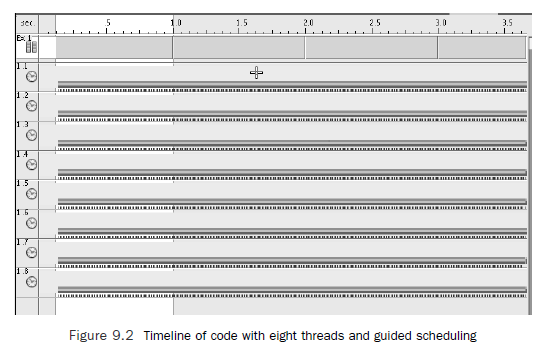 sec .5 1.0 1.5 2.0 2.5 3.0 3.5
Ex 1
1.1
1.2
1.3
1.4
1.5
1.6
1.7
1.8
Figure 9.2 Timeline of code with eight threads and guided scheduling